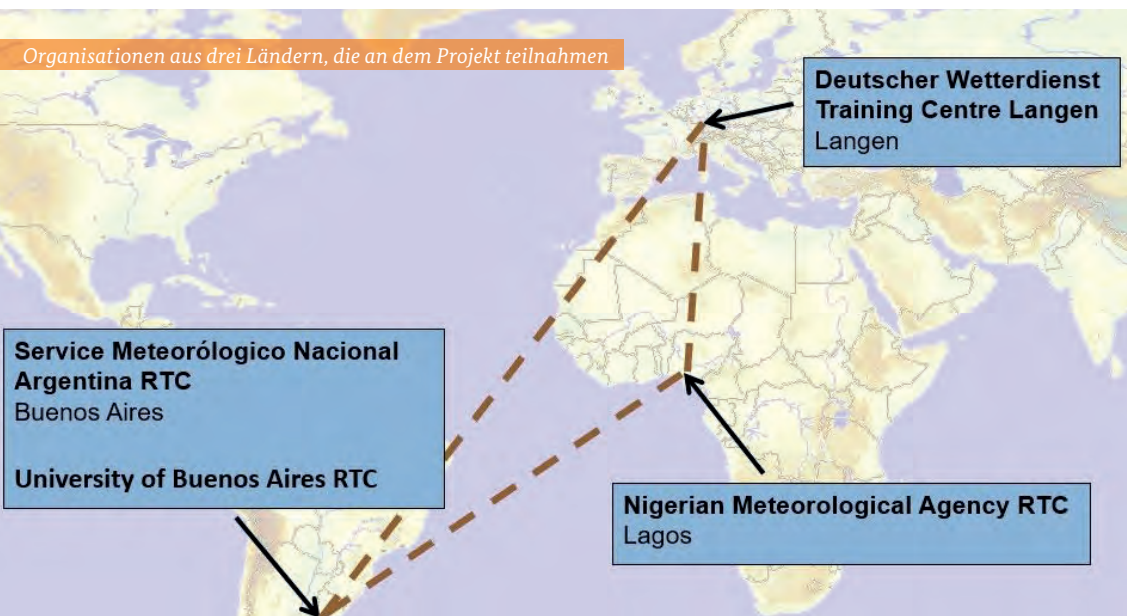 Organisationen aus drei Ländern, die an dem Projekt teilnahmen
Deutscher Wetterdienst
Training Centre Langen
Langen
Service Meteorólogico Nacional
Argentina RTC
Buenos Aires
University of Buenos Aires RTC
Nigerian Meteorological Agency RTC
Lagos